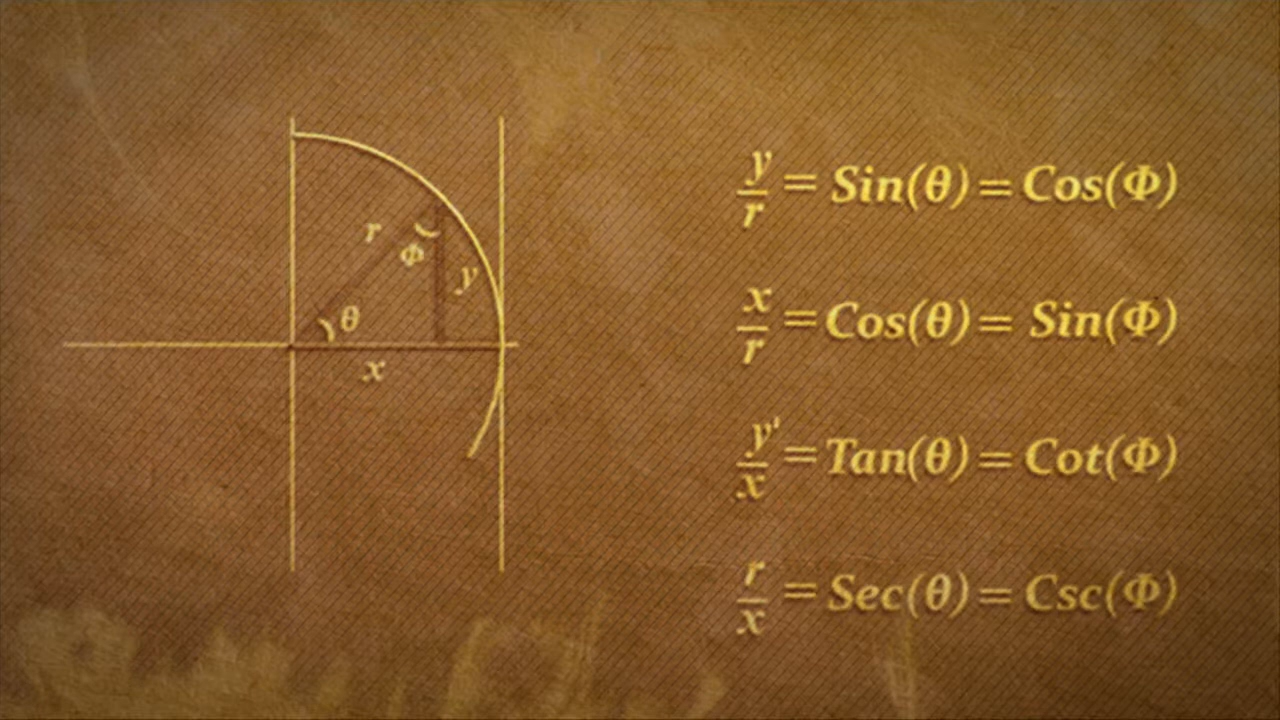 r
Φ
y
θ
x
y/r = Sin(θ) = Cos(Φ)
x/r = Cos(θ) = Sin(Φ)
y'/x = Tan(θ) = Cot(Φ)
r/x = Sec(θ) = Csc(Φ)